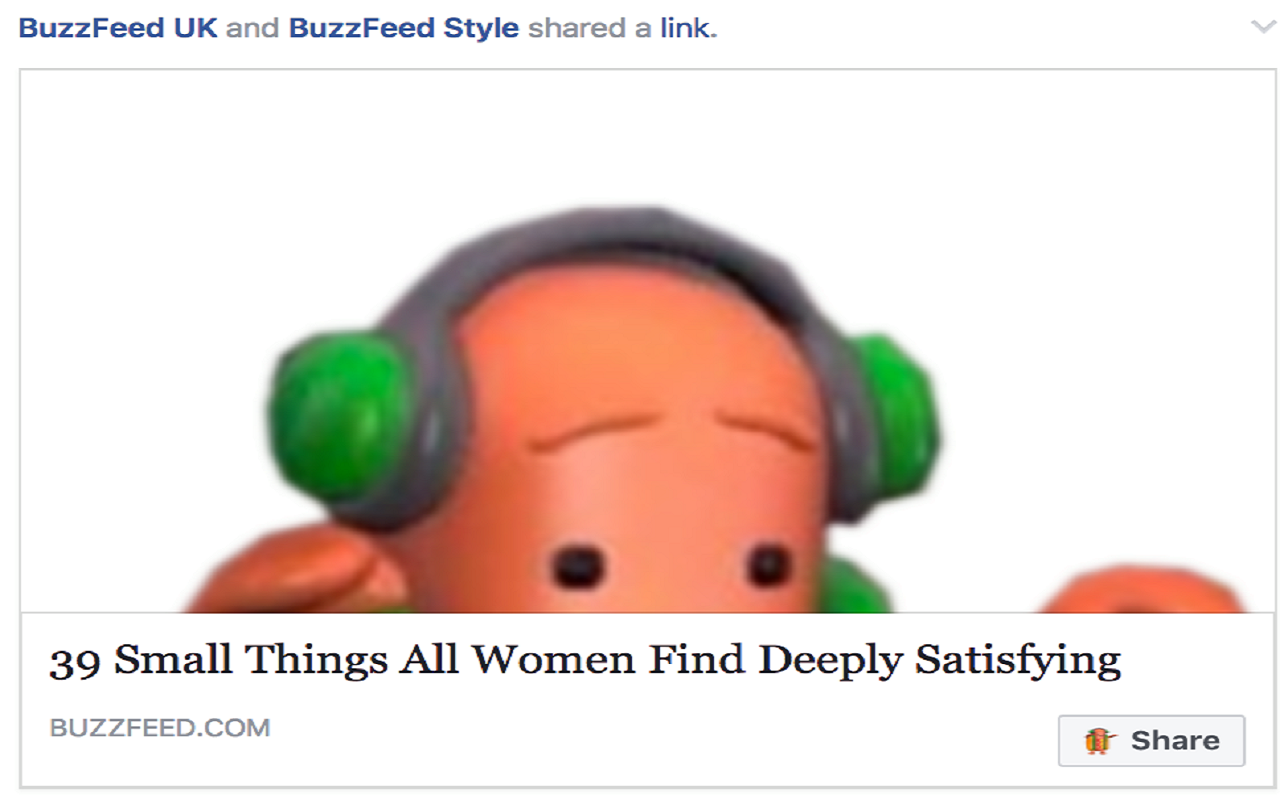 BuzzFeed UK and BuzzFeed Style shared a link.
39 Small Things All Women Find Deeply Satisfying
BUZZFEED.COM
Share